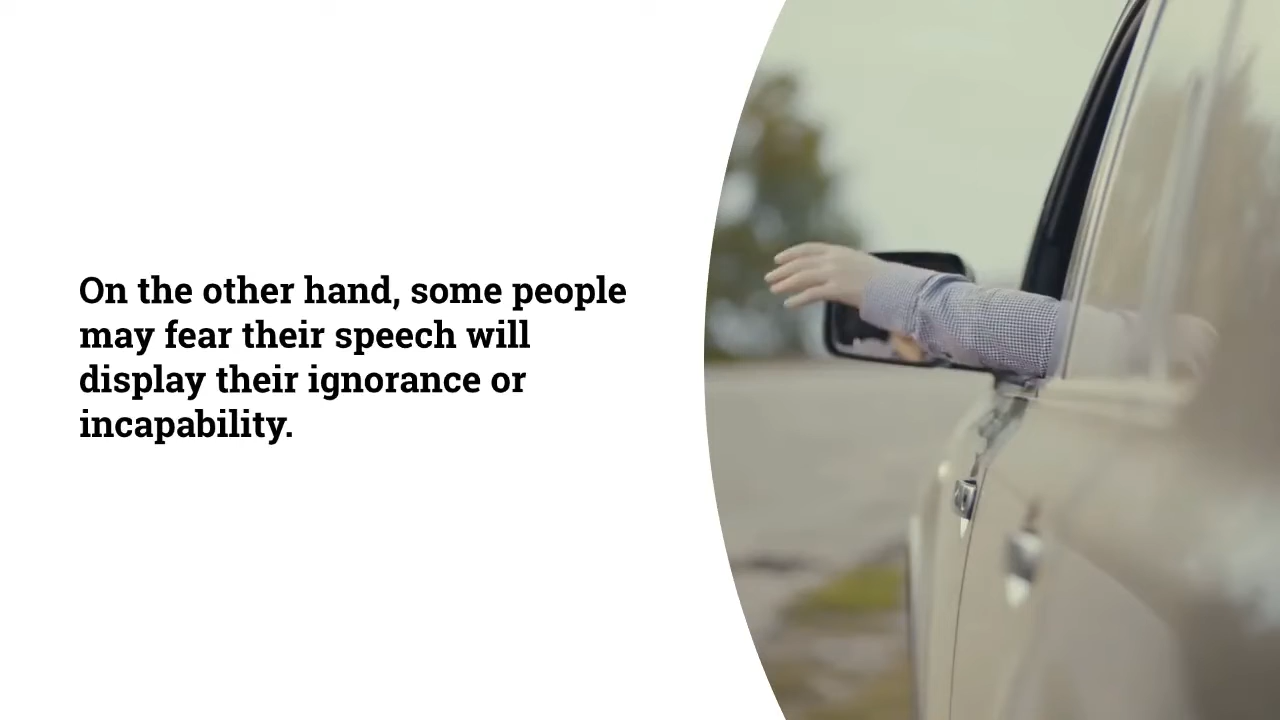 On the other hand, some people
may fear their speech will
display their ignorance or
incapability.